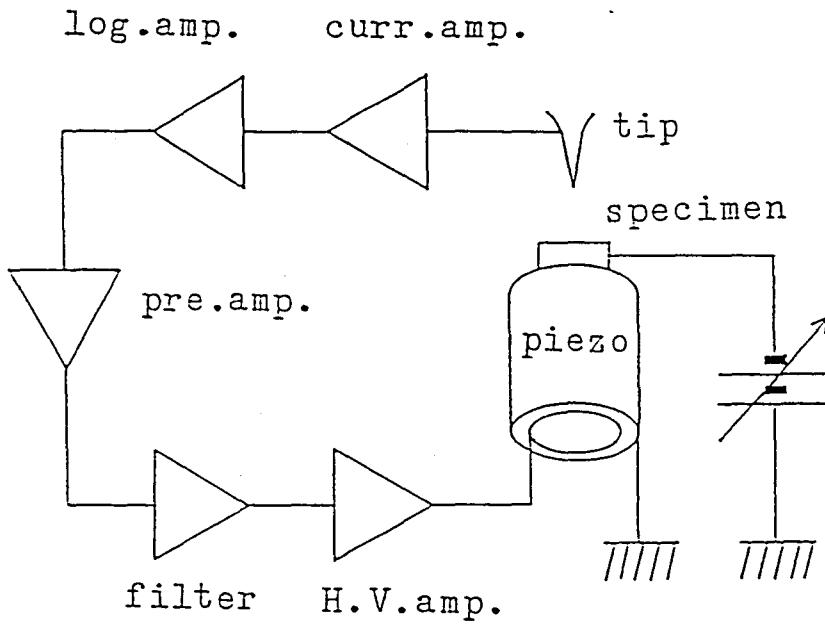 log.amp. curr.amp.
tip
specimen
pre.amp.
piezo
filter H.V.amp.